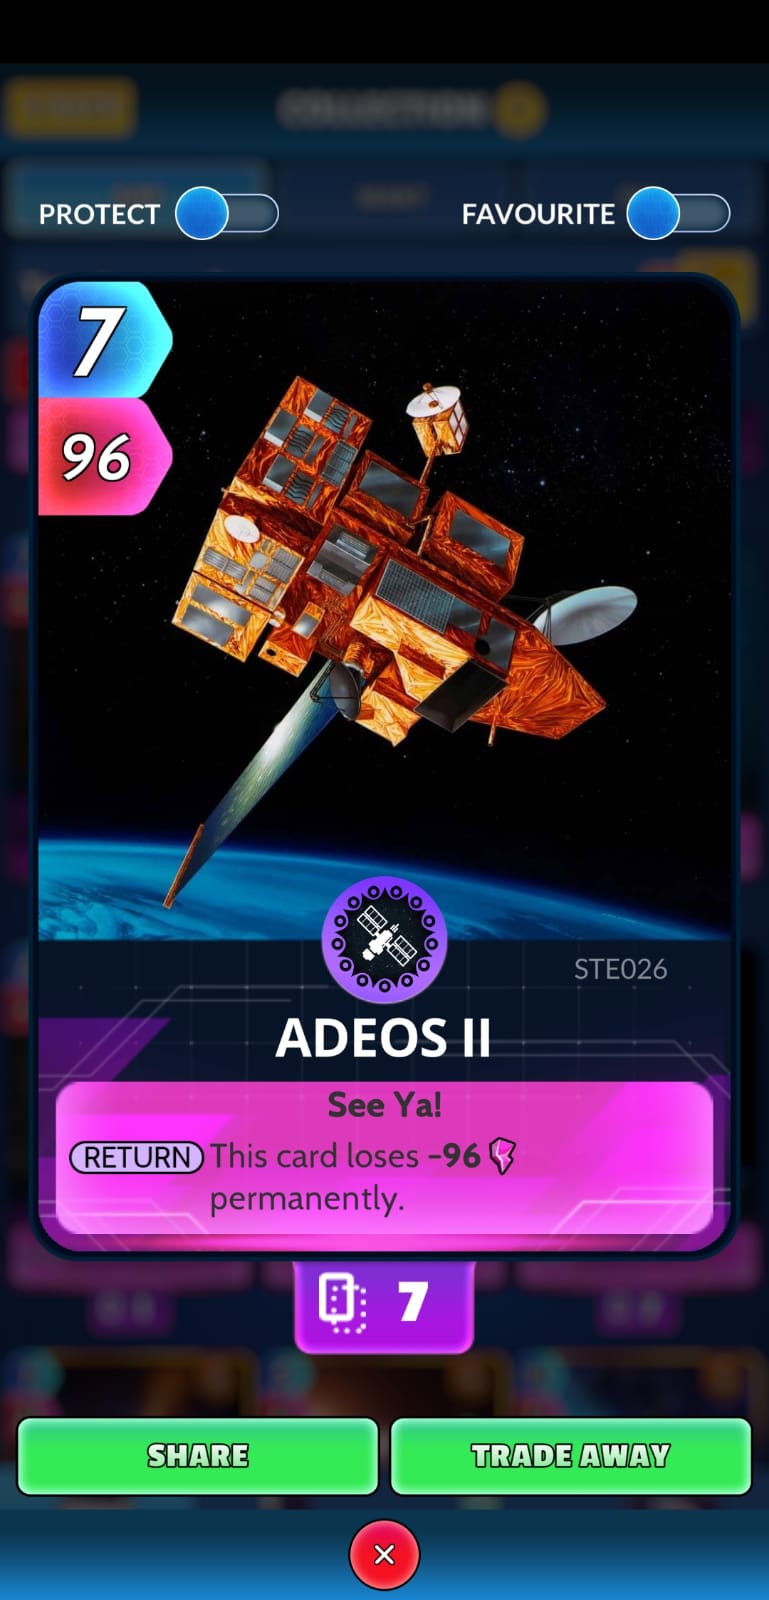 COLLECTION
PROTECT
FAVOURITE
7
96
STE026
ADEOS II
See Ya!
RETURN This card loses -96
permanently.
7
SHARE
TRADE AWAY